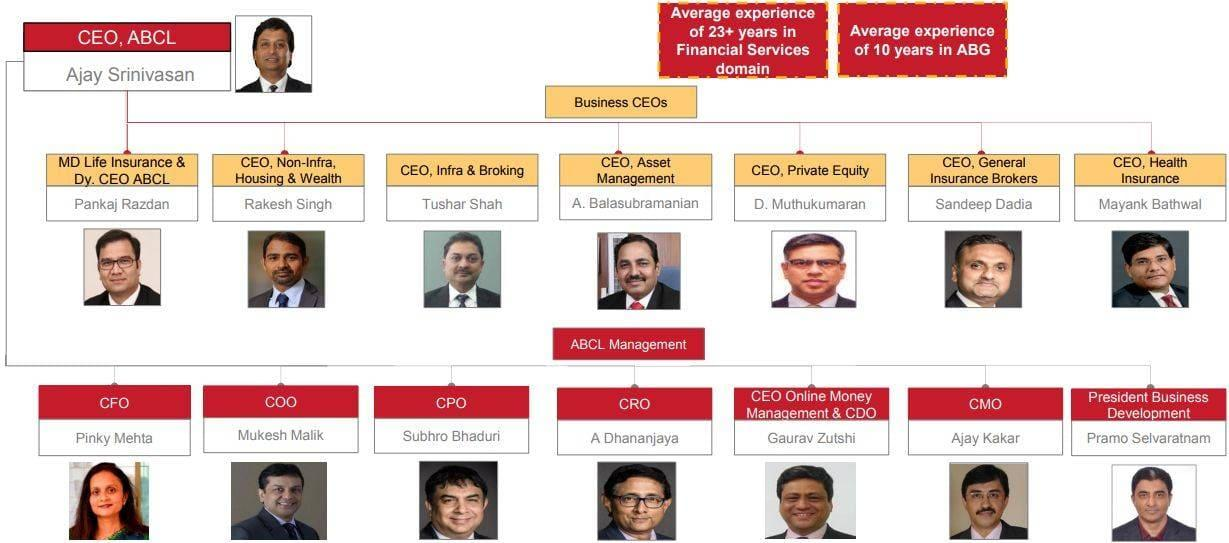 CEO, ABCL
Ajay Srinivasan
Average experience
of 23+ years in
Financial Services
domain
Average experience
of 10 years in ABG
Business CEOs
MD Life Insurance &
Dy. CEO ABCL
Pankaj Razdan
CEO, Non-Infra,
Housing & Wealth
Rakesh Singh
CEO, Infra & Broking
Tushar Shah
CEO, Asset
Management
A. Balasubramanian
CEO, Private Equity
D. Muthukumaran
CEO, General
Insurance Brokers
Sandeep Dadia
CEO, Health
Insurance
Mayank Bathwal
ABCL Management
CFO
Pinky Mehta
COO
Mukesh Malik
CPO
Subhro Bhaduri
CRO
A Dhananjaya
CEO Online Money
Management & CDO
Gaurav Zutshi
CMO
Ajay Kakar
President Business
Development
Pramo Selvaratnam